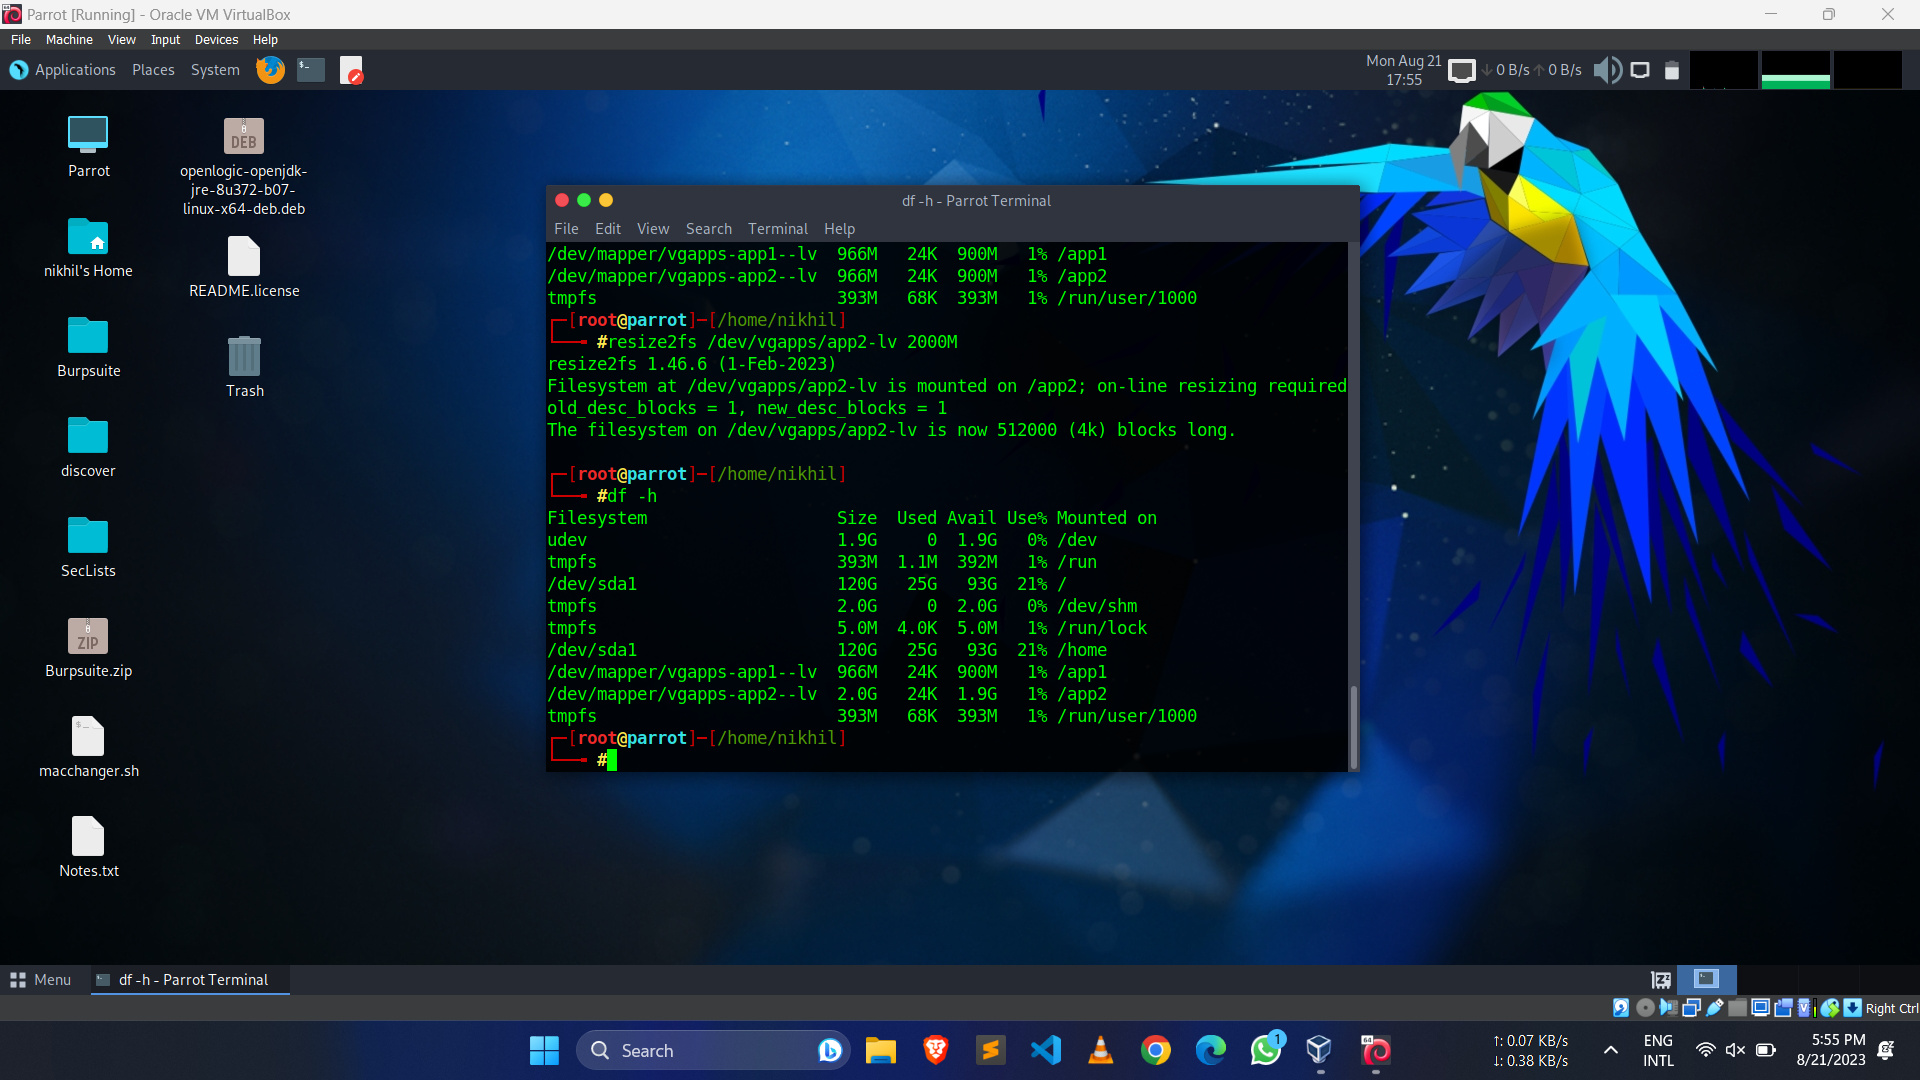 Parrot [Running] - Oracle VM VirtualBox
File Machine View Input Devices Help
Applications Places System
Mon Aug 21
17:55
0 B/s 0 B/s
Parrot
nikhil's Home
Burpsuite
discover
SecLists
ZIP
Burpsuite.zip
macchanger.sh
Notes.txt
DEB
openlogic-openjdk-
jre-8u372-b07-
linux-x64-deb.deb
README.license
Trash
df -h - Parrot Terminal
File Edit View Search Terminal Help
/dev/mapper/vgapps-app1--lv 966M 24K 900M 1% /app1
/dev/mapper/vgapps-app2--lv 966M 24K 900M 1% /app2
tmpfs 393M 68K 393M 1% /run/user/1000
┌─[root@parrot]─[/home/nikhil]
└──╼ #resize2fs /dev/vgapps/app2-lv 2000M
resize2fs 1.46.6 (1-Feb-2023)
Filesystem at /dev/vgapps/app2-lv is mounted on /app2; on-line resizing required
old_desc_blocks = 1, new_desc_blocks = 1
The filesystem on /dev/vgapps/app2-lv is now 512000 (4k) blocks long.
┌─[root@parrot]─[/home/nikhil]
└──╼ #df -h
Filesystem Size Used Avail Use% Mounted on
udev 1.9G 0 1.9G 0% /dev
tmpfs 393M 1.1M 392M 1% /run
/dev/sda1 120G 25G 93G 21% /
tmpfs 2.0G 0 2.0G 0% /dev/shm
tmpfs 5.0M 4.0K 5.0M 1% /run/lock
/dev/sda1 120G 25G 93G 21% /home
/dev/mapper/vgapps-app1--lv 966M 24K 900M 1% /app1
/dev/mapper/vgapps-app2--lv 2.0G 24K 1.9G 1% /app2
tmpfs 393M 68K 393M 1% /run/user/1000
┌─[root@parrot]─[/home/nikhil]
└──╼ #
Menu df -h - Parrot Terminal
Right Ctrl
Search
1
64
↑: 0.07 KB/s
↓: 0.38 KB/s
ENG
INTL
5:55 PM
8/21/2023